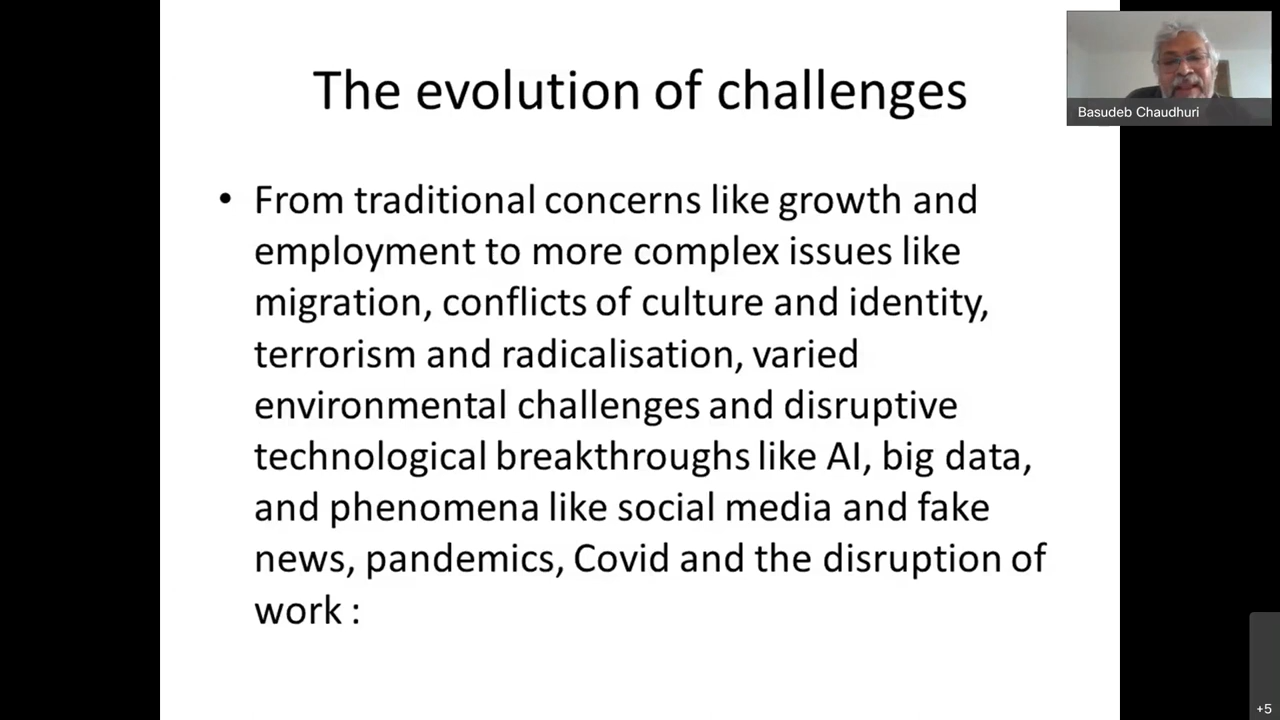 The evolution of challenges
Basudeb Chaudhuri
• From traditional concerns like growth and
employment to more complex issues like
migration, conflicts of culture and identity,
terrorism and radicalisation, varied
environmental challenges and disruptive
technological breakthroughs like AI, big data,
and phenomena like social media and fake
news, pandemics, Covid and the disruption of
work :
+5